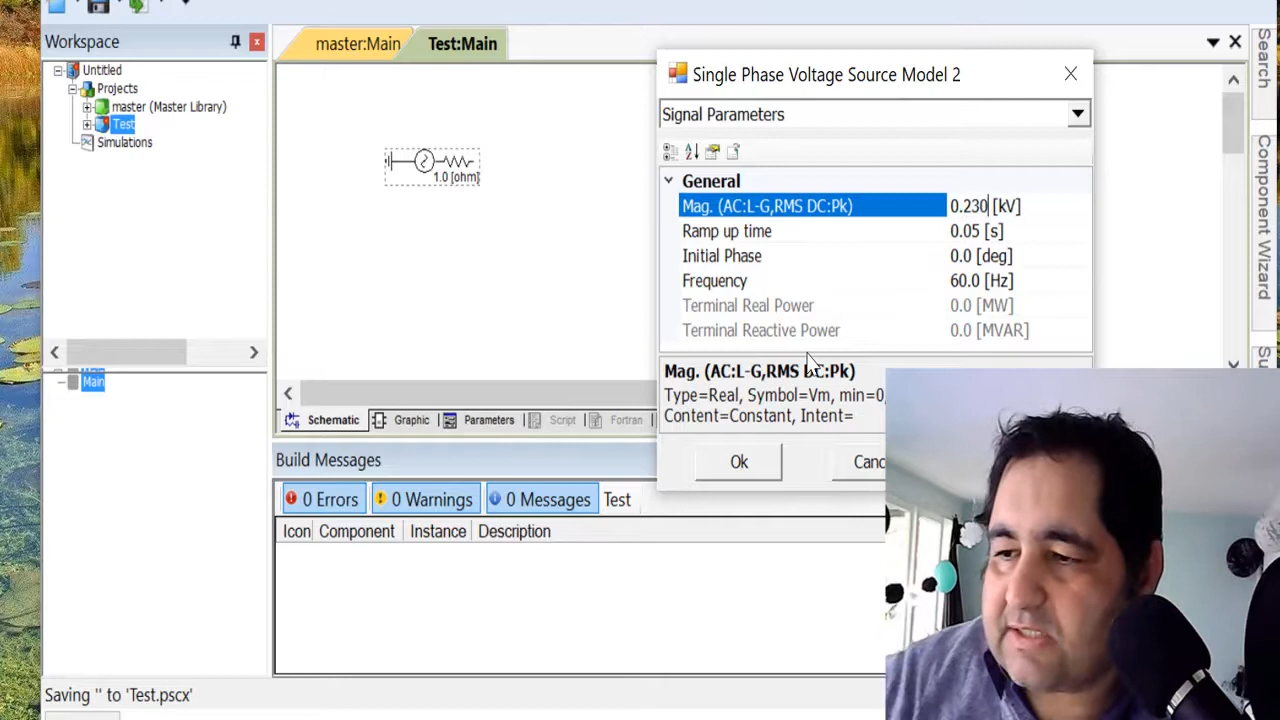 Workspace
Untitled
Projects
master (Master Library)
Test
Simulations
Main
master:Main
Test:Main
1.0 [ohm]
Single Phase Voltage Source Model 2
Signal Parameters
General
Mag. (AC:L-G,RMS DC:Pk) 0.230 [kV]
Ramp up time 0.05 [s]
Initial Phase 0.0 [deg]
Frequency 60.0 [Hz]
Terminal Real Power 0.0 [MW]
Terminal Reactive Power 0.0 [MVAR]
Mag. (AC:L-G,RMS DC:Pk)
Type=Real, Symbol=Vm, min=0,
Content=Constant, Intent=
Ok
Canc
Schematic
Graphic
Parameters
Script
Fortran
Build Messages
0 Errors
0 Warnings
0 Messages
Test
Icon Component Instance Description
Saving '' to 'Test.pscx'
Search
Component Wizard